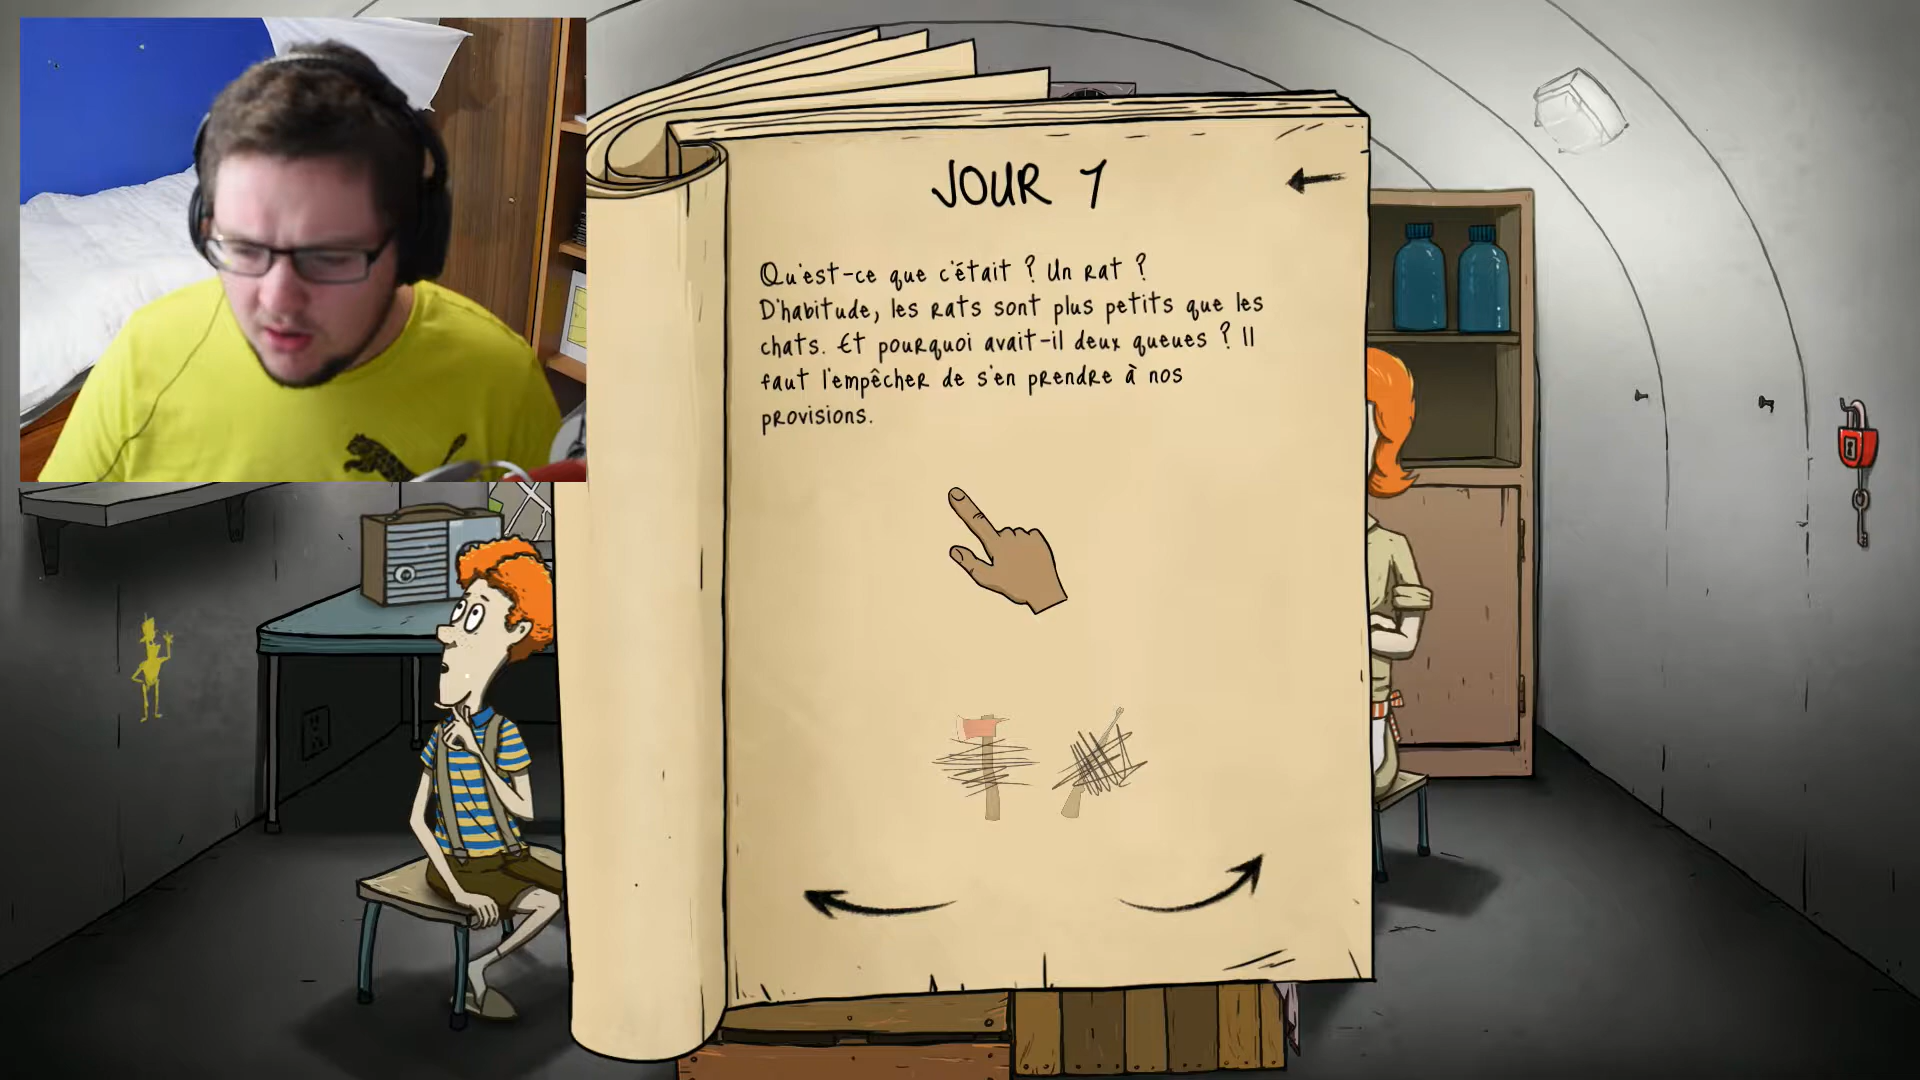 JOUR 1
Qu'est-ce que c'était ? Un rat ?
D'habitude, les rats sont plus petits que les
chats. Et pourquoi avait-il deux queues ? Il
faut l'empêcher de s'en prendre à nos
provisions.